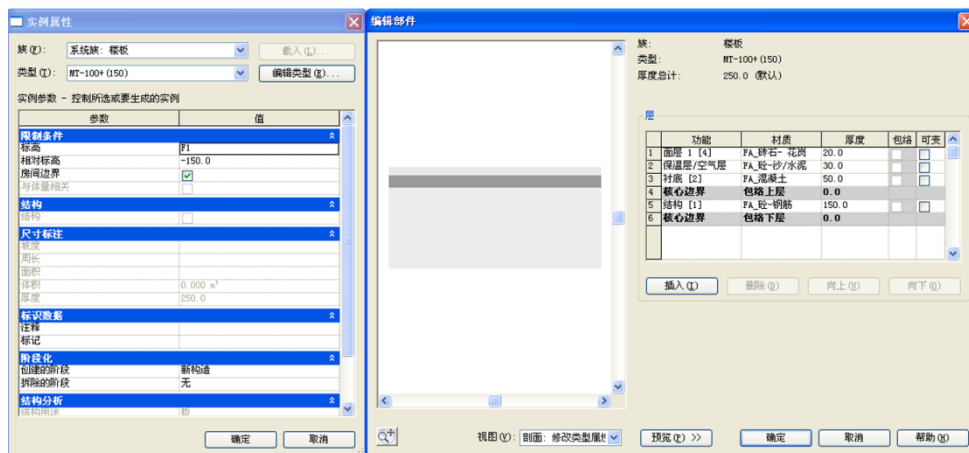 实例属性
族(F): 系统族: 楼板 载入(L)...
类型(T): MT-100+(150) 编辑类型(E)...
实例参数 - 控制所选或要生成的实例
参数 值
限制条件
标高 F1
相对标高 -150.0
房间边界
与体量相关
结构
结构
尺寸标注
坡度
周长
面积
体积 0.000 m³
厚度 250.0
标识数据
注释
标记
阶段化
创建的阶段 新构造
拆除的阶段 无
结构分析
结构用途 板
确定 取消
编辑部件
族: 楼板
类型: MT-100+(150)
厚度总计: 250.0 (默认)
层
功能 材质 厚度 包络 可变
1 面层 1 [4] FA_砖石- 花岗 20.0
2 保温层/空气层 FA_砼-沙/水泥 30.0
3 衬底 [2] FA_混凝土 50.0
4 核心边界 包络上层 0.0
5 结构 [1] FA_砼-钢筋 150.0
6 核心边界 包络下层 0.0
插入(I) 删除(D) 向上(U) 向下(O)
视图(V): 剖面: 修改类型属性 预览(P) >> 确定 取消 帮助(H)